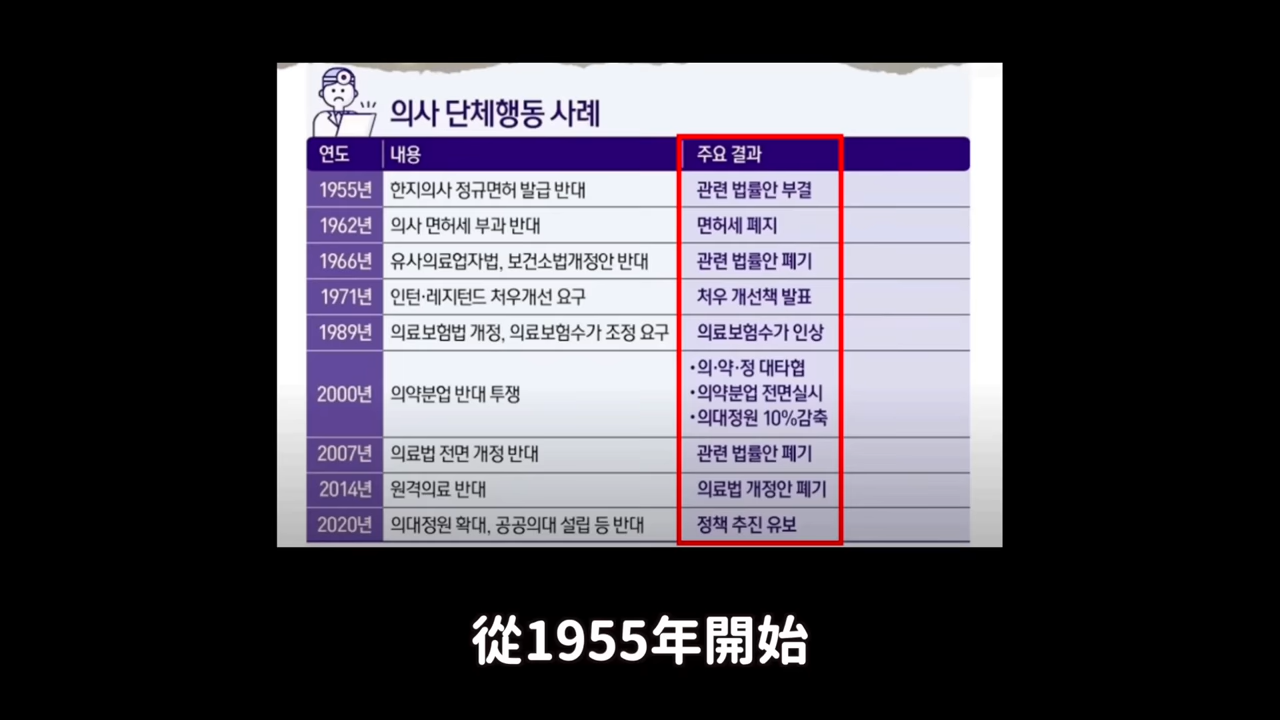 의사 단체행동 사례
연도 내용 주요 결과
1955년 한지의사 정규면허 발급 반대 관련 법률안 부결
1962년 의사 면허세 부과 반대 면허세 폐지
1966년 유사의료업자법, 보건소법개정안 반대 관련 법률안 폐기
1971년 인턴·레지턴드 처우개선 요구 처우 개선책 발표
1989년 의료보험법 개정, 의료보험수가 조정 요구 의료보험수가 인상
2000년 의약분업 반대 투쟁 •의·약·정 대타협
•의약분업 전면실시
•의대정원 10%감축
2007년 의료법 전면 개정 반대 관련 법률안 폐기
2014년 원격의료 반대 의료법 개정안 폐기
2020년 의대정원 확대, 공공의대 설립 등 반대 정책 추진 유보
從1955年開始